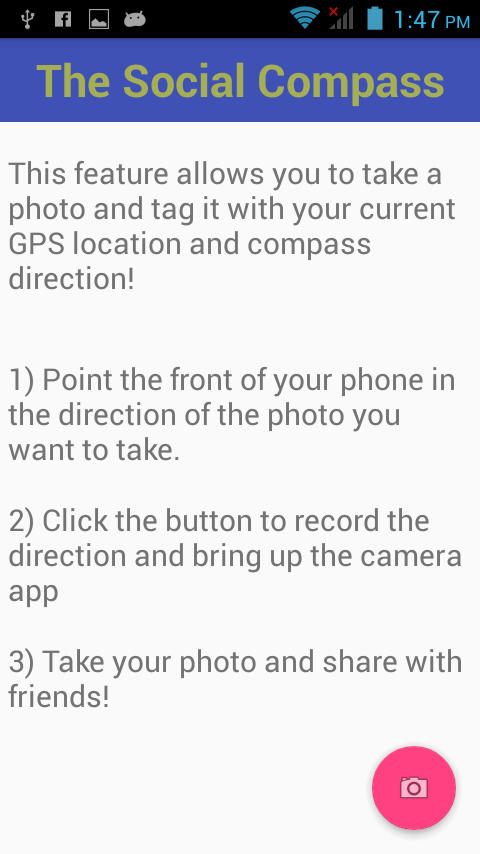 1:47 PM
The Social Compass
This feature allows you to take a
photo and tag it with your current
GPS location and compass
direction!
1) Point the front of your phone in
the direction of the photo you
want to take.
2) Click the button to record the
direction and bring up the camera
app
3) Take your photo and share with
friends!